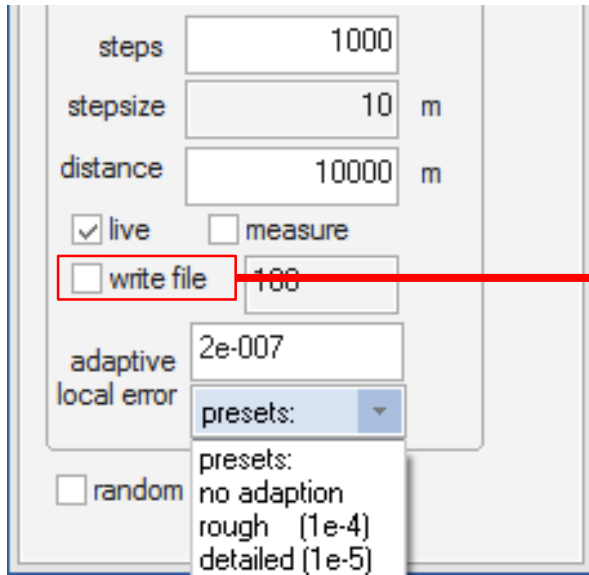 steps 1000
stepsize 10 m
distance 10000 m
live measure
write file 100
adaptive
local error
2e-007
presets:
presets:
no adaption
random
rough (1e-4)
detailed (1e-5)